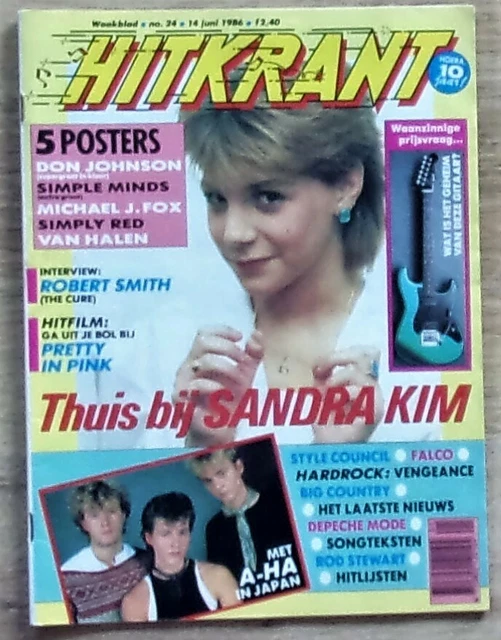 Weekblad • no. 24 • 14 juni 1986 • f2,40
HITKRANT
HOERA
10
JAAR!
5 POSTERS
DON JOHNSON
SIMPLE MINDS
MICHAEL J. FOX
SIMPLY RED
VAN HALEN
Waanzinnige
prijsvraag...
WAT IS HET GEHEIM
VAN DEZE GITAAR?
INTERVIEW:
ROBERT SMITH
(THE CURE)
HITFILM:
GA UIT JE BOL BIJ
PRETTY
IN PINK
Thuis bij SANDRA KIM
STYLE COUNCIL • FALCO •
HARDROCK: VENGEANCE
BIG COUNTRY •
• HET LAATSTE NIEUWS
DEPECHE MODE •
• SONGTEKSTEN
ROD STEWART •
• HITLIJSTEN
MET
A-HA
IN JAPAN